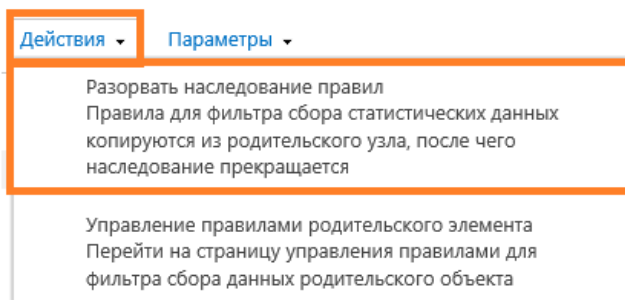 Действия Параметры
Разорвать наследование правил
Правила для фильтра сбора статистических данных
копируются из родительского узла, после чего
наследование прекращается
Управление правилами родительского элемента
Перейти на страницу управления правилами для
фильтра сбора данных родительского объекта